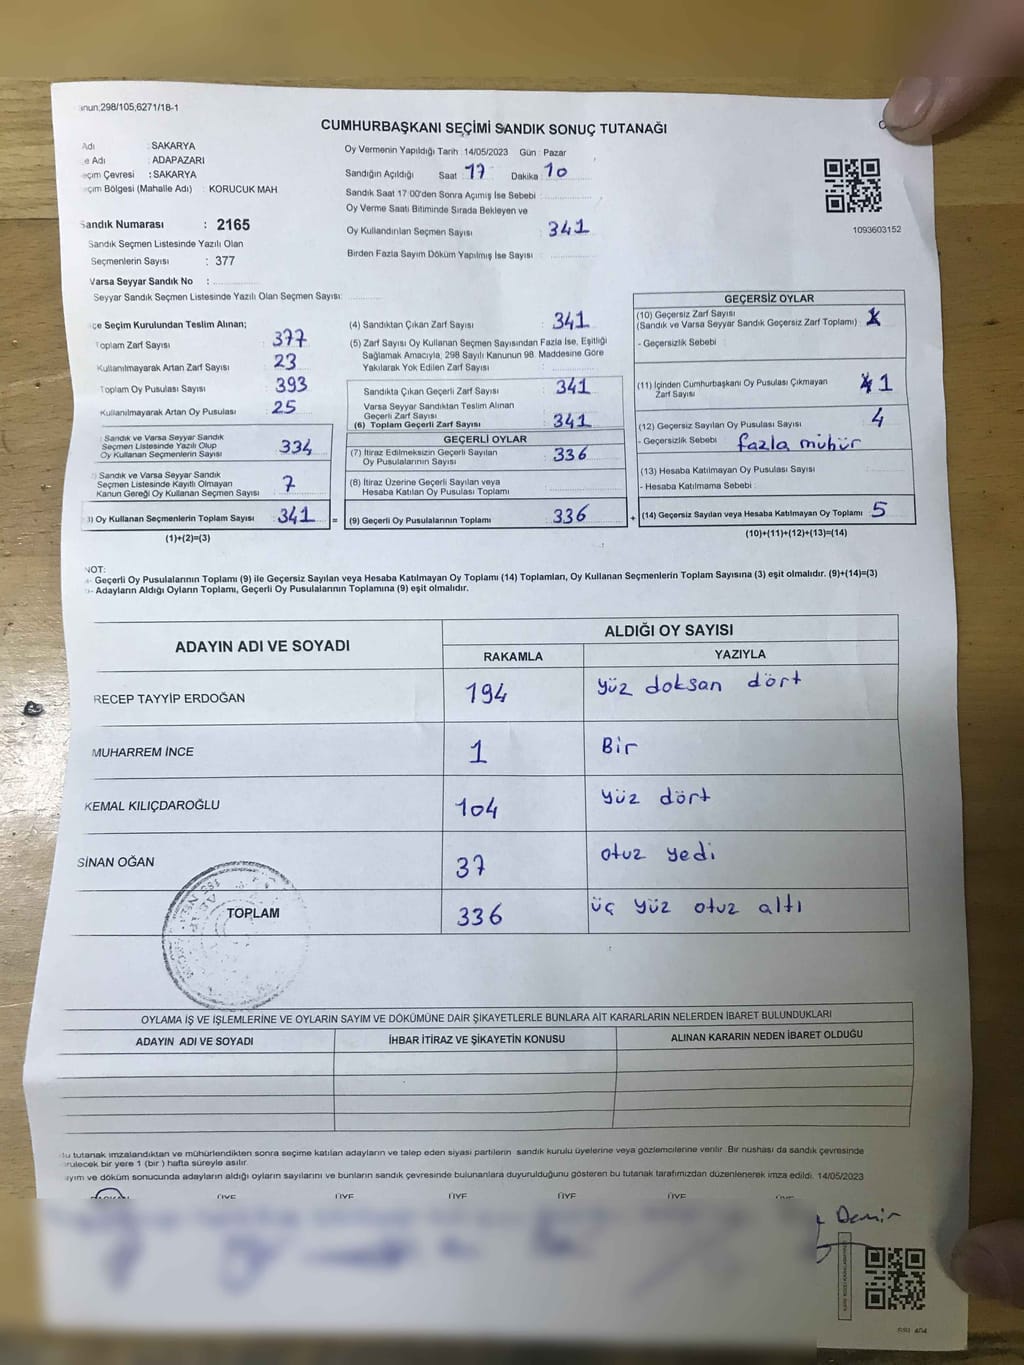 anun,298/105,6271/18-1
CUMHURBAŞKANI SEÇİMİ SANDIK SONUÇ TUTANAĞI
Adı : SAKARYA
e Adı : ADAPAZARI
eçim Çevresi : SAKARYA
eçim Bölgesi (Mahalle Adı) : KORUCUK MAH
Sandık Numarası : 2165
Sandık Seçmen Listesinde Yazılı Olan
Seçmenlerin Sayısı : 377
Varsa Seyyar Sandık No :
Seyyar Sandık Seçmen Listesinde Yazılı Olan Seçmen Sayısı:
Oy Vermenin Yapıldığı Tarih : 14/05/2023 Gün : Pazar
Sandığın Açıldığı Saat : 17 Dakika : 10
Sandık Saat 17:00'den Sonra Açımış İse Sebebi :
Oy Verme Saati Bitiminde Sırada Bekleyen ve
Oy Kullandırılan Seçmen Sayısı : 341
Birden Fazla Sayım Döküm Yapılmış İse Sayısı :
1093603152
çe Seçim Kurulundan Teslim Alınan;
Toplam Zarf Sayısı : 377
Kullanılmayarak Artan Zarf Sayısı : 23
Toplam Oy Pusulası Sayısı : 393
Kullanılmayarak Artan Oy Pusulası : 25
) Sandık ve Varsa Seyyar Sandık
Seçmen Listesinde Yazılı Olup
Oy Kullanan Seçmenlerin Sayısı : 334
) Sandık ve Varsa Seyyar Sandık
Seçmen Listesinde Kayıtlı Olmayan
Kanun Gereği Oy Kullanan Seçmen Sayısı : 7
3) Oy Kullanan Seçmenlerin Toplam Sayısı : 341 =
(1)+(2)=(3)
(4) Sandıktan Çıkan Zarf Sayısı : 341
(5) Zarf Sayısı Oy Kullanan Seçmen Sayısından Fazla İse, Eşitliği
Sağlamak Amacıyla, 298 Sayılı Kanunun 98. Maddesine Göre
Yakılarak Yok Edilen Zarf Sayısı :
Sandıkta Çıkan Geçerli Zarf Sayısı : 341
Varsa Seyyar Sandıktan Teslim Alınan
Geçerli Zarf Sayısı :
(6) Toplam Geçerli Zarf Sayısı : 341
GEÇERLİ OYLAR
(7) İtiraz Edilmeksizin Geçerli Sayılan
Oy Pusulalarının Sayısı : 336
(8) İtiraz Üzerine Geçerli Sayılan veya
Hesaba Katılan Oy Pusulası Toplamı :
(9) Geçerli Oy Pusulalarının Toplamı : 336 +
GEÇERSİZ OYLAR
(10) Geçersiz Zarf Sayısı
(Sandık ve Varsa Seyyar Sandık Geçersiz Zarf Toplamı) :
- Geçersizlik Sebebi :
(11) İçinden Cumhurbaşkanı Oy Pusulası Çıkmayan
Zarf Sayısı : 1
(12) Geçersiz Sayılan Oy Pusulası Sayısı : 4
- Geçersizlik Sebebi : fazla mühür
(13) Hesaba Katılmayan Oy Pusulası Sayısı :
- Hesaba Katılmama Sebebi :
(14) Geçersiz Sayılan veya Hesaba Katılmayan Oy Toplamı : 5
(10)+(11)+(12)+(13)=(14)
NOT:
- Geçerli Oy Pusulalarının Toplamı (9) ile Geçersiz Sayılan veya Hesaba Katılmayan Oy Toplamı (14) Toplamları, Oy Kullanan Seçmenlerin Toplam Sayısına (3) eşit olmalıdır. (9)+(14)=(3)
- Adayların Aldığı Oyların Toplamı, Geçerli Oy Pusulalarının Toplamına (9) eşit olmalıdır.
ADAYIN ADI VE SOYADI
ALDIĞI OY SAYISI
RAKAMLA YAZIYLA
RECEP TAYYİP ERDOĞAN 194 yüz doksan dört
MUHARREM İNCE 1 Bir
KEMAL KILIÇDAROĞLU 104 yüz dört
SİNAN OĞAN 37 otuz yedi
TOPLAM 336 üç yüz otuz altı
OYLAMA İŞ VE İŞLEMLERİNE VE OYLARIN SAYIM VE DÖKÜMÜNE DAİR ŞİKAYETLERLE BUNLARA AİT KARARLARIN NELERDEN İBARET BULUNDUKLARI
ADAYIN ADI VE SOYADI İHBAR İTİRAZ VE ŞİKAYETİN KONUSU ALINAN KARARIN NEDEN İBARET OLDUĞU
Bu tutanak imzalandıktan ve mühürlendikten sonra seçime katılan adayların ve talep eden siyasi partilerin sandık kurulu üyelerine veya gözlemcilerine verilir. Bir nushası da sandık çevresinde
rulecek bir yere 1 (bir ) hafta süreyle asılır.
ayım ve döküm sonucunda adayların aldığı oyların sayılarını ve bunların sandık çevresinde bulunanlara duyurulduğunu gösteren bu tutanak tarafımızdan düzenlenerek imza edildi. 14/05/2023
ÜYE ÜYE ÜYE ÜYE ÜYE
Demir